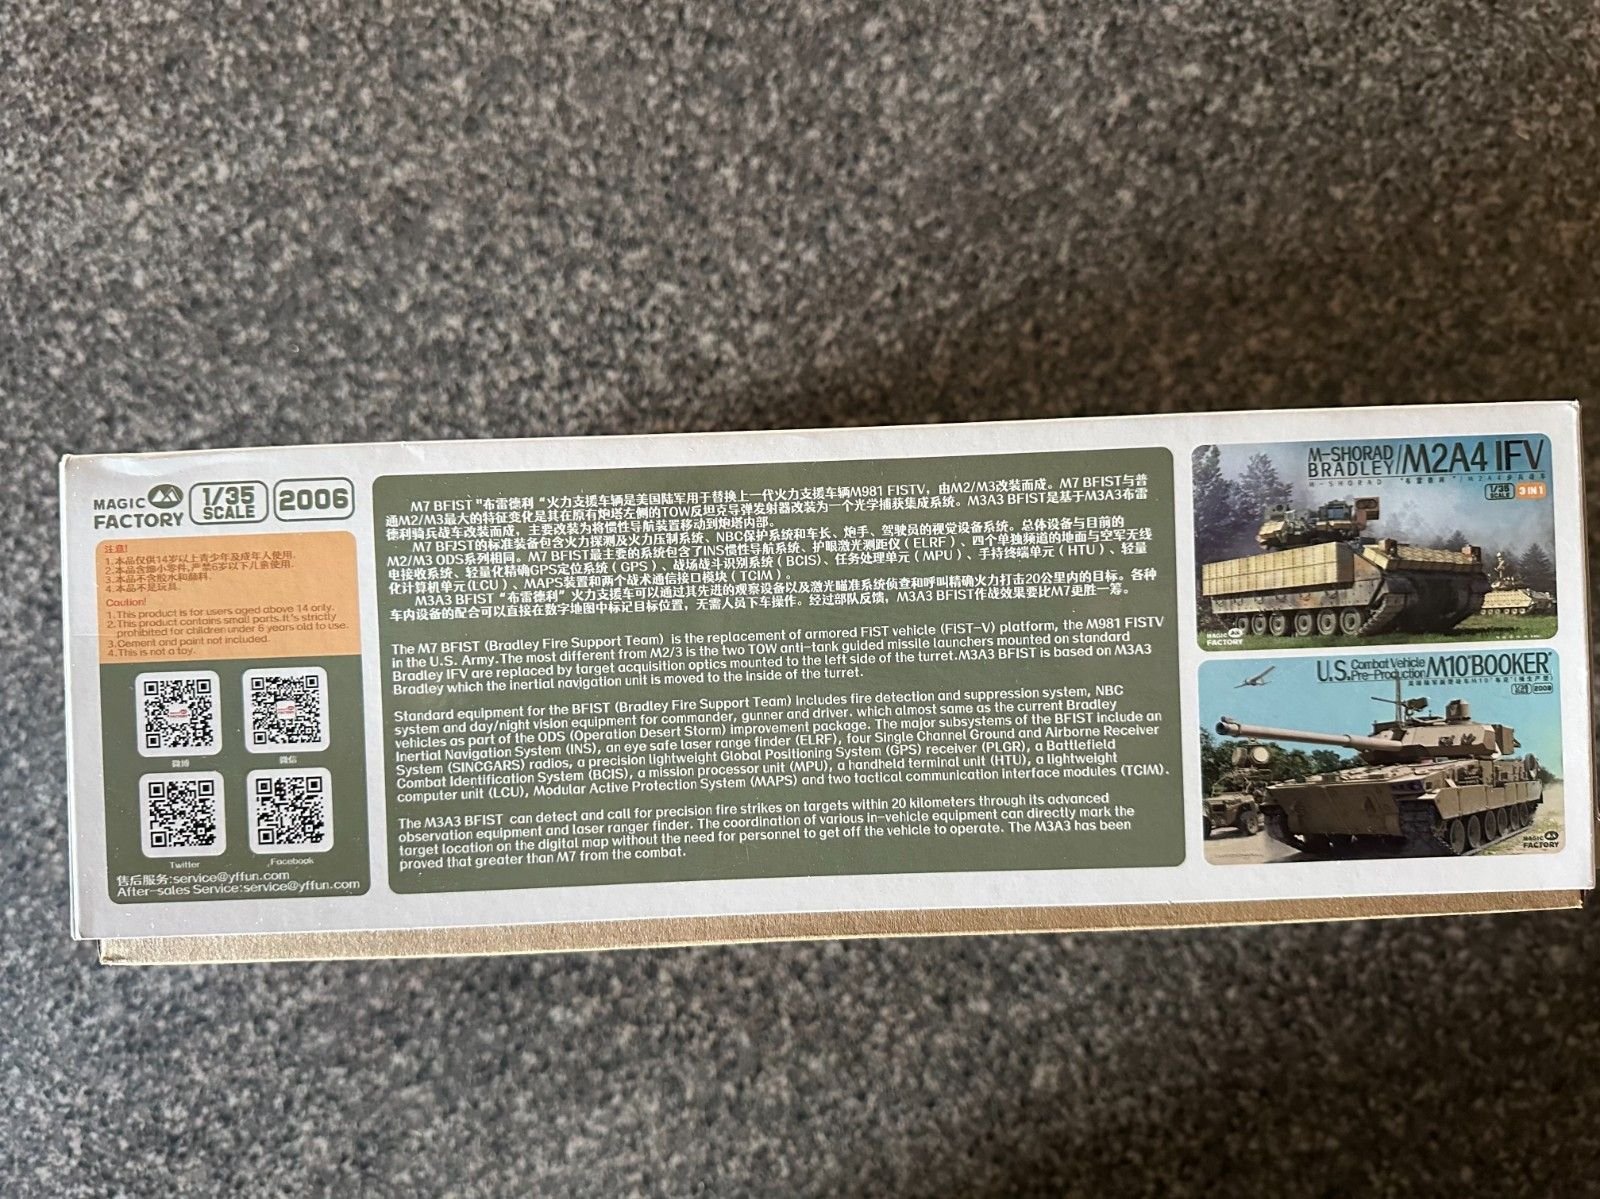 MAGIC
FACTORY
1/35
SCALE
2006
注意!
1.本品仅供14岁以上青少年及成年人使用.
2.本品含细小零件,严禁6岁以下儿童使用.
3.本品不含胶水和颜料.
4.本品不是玩具.
Caution!
1.This product is for users aged above 14 only.
2.This product contains small parts.It's strictly
prohibited for children under 6 years old to use.
3.Cement and paint not included.
4.This is not a toy.
微博
微信
Twitter
Facebook
售后服务:service@yffun.com
After-sales Service:service@yffun.com
M7 BFIST "布雷德利"火力支援车辆是美国陆军用于替换上一代火力支援车辆M981 FISTV，由M2/M3改装而成。M7 BFIST与普
通M2/M3最大的特征变化是其在原有炮塔左侧的TOW反坦克导弹发射器改装为一个光学捕获集成系统。M3A3 BFIST是基于M3A3布雷
德利骑兵战车改装而成，主要改装为将惯性导航装置移动到炮塔内部。
M7 BFIST的标准装备包含火力探测及火力压制系统、NBC保护系统和车长、炮手、驾驶员的视觉设备系统。总体设备与目前的
M2/M3 ODS系列相同。M7 BFIST最主要的系统包含了INS惯性导航系统、护眼激光测距仪（ELRF）、四个单独频道的地面与空军无线
电接收系统、轻量化精确GPS定位系统（GPS）、战场战斗识别系统（BCIS）、任务处理单元（MPU）、手持终端单元（HTU）、轻量
化计算机单元(LCU）、MAPS装置和两个战术通信接口模块（TCIM）。
M3A3 BFIST "布雷德利"火力支援车可以通过其先进的观察设备以及激光瞄准系统侦查和呼叫精确火力打击20公里内的目标。各种
车内设备的配合可以直接在数字地图中标记目标位置，无需人员下车操作。经过部队反馈，M3A3 BFIST作战效果要比M7更胜一筹。
The M7 BFIST (Bradley Fire Support Team) is the replacement of armored FiST vehicle (FiST-V) platform, the M981 FISTV
in the U.S. Army.The most different from M2/3 is the two TOW anti-tank guided missile launchers mounted on standard
Bradley IFV are replaced by target acquisition optics mounted to the left side of the turret.M3A3 BFIST is based on M3A3
Bradley which the inertial navigation unit is moved to the inside of the turret.
Standard equipment for the BFIST (Bradley Fire Support Team) includes fire detection and suppression system, NBC
system and day/night vision equipment for commander, gunner and driver. which almost same as the current Bradley
vehicles as part of the ODS (Operation Desert Storm) improvement package. The major subsystems of the BFIST include an
Inertial Navigation System (INS), an eye safe laser range finder (ELRF), four Single Channel Ground and Airborne Receiver
System (SINCGARS) radios, a precision lightweight Global Positioning System (GPS) receiver (PLGR), a Battlefield
Combat Identification System (BCIS), a mission processor unit (MPU), a handheld terminal unit (HTU), a lightweight
computer unit (LCU), Modular Active Protection System (MAPS) and two tactical communication interface modules (TCIM).
The M3A3 BFIST can detect and call for precision fire strikes on targets within 20 kilometers through its advanced
observation equipment and laser ranger finder. The coordination of various in-vehicle equipment can directly mark the
target location on the digital map without the need for personnel to get off the vehicle to operate. The M3A3 has been
proved that greater than M7 from the combat.
M-SHORAD
BRADLEY/M2A4 IFV
M-SHORAD "布雷德利"/M2A4步兵战车
1/35
SCALE
3 IN 1
MAGIC
FACTORY
U.S. Combat Vehicle
Pre-Production M10"BOOKER"
1/35
2008
MAGIC
FACTORY